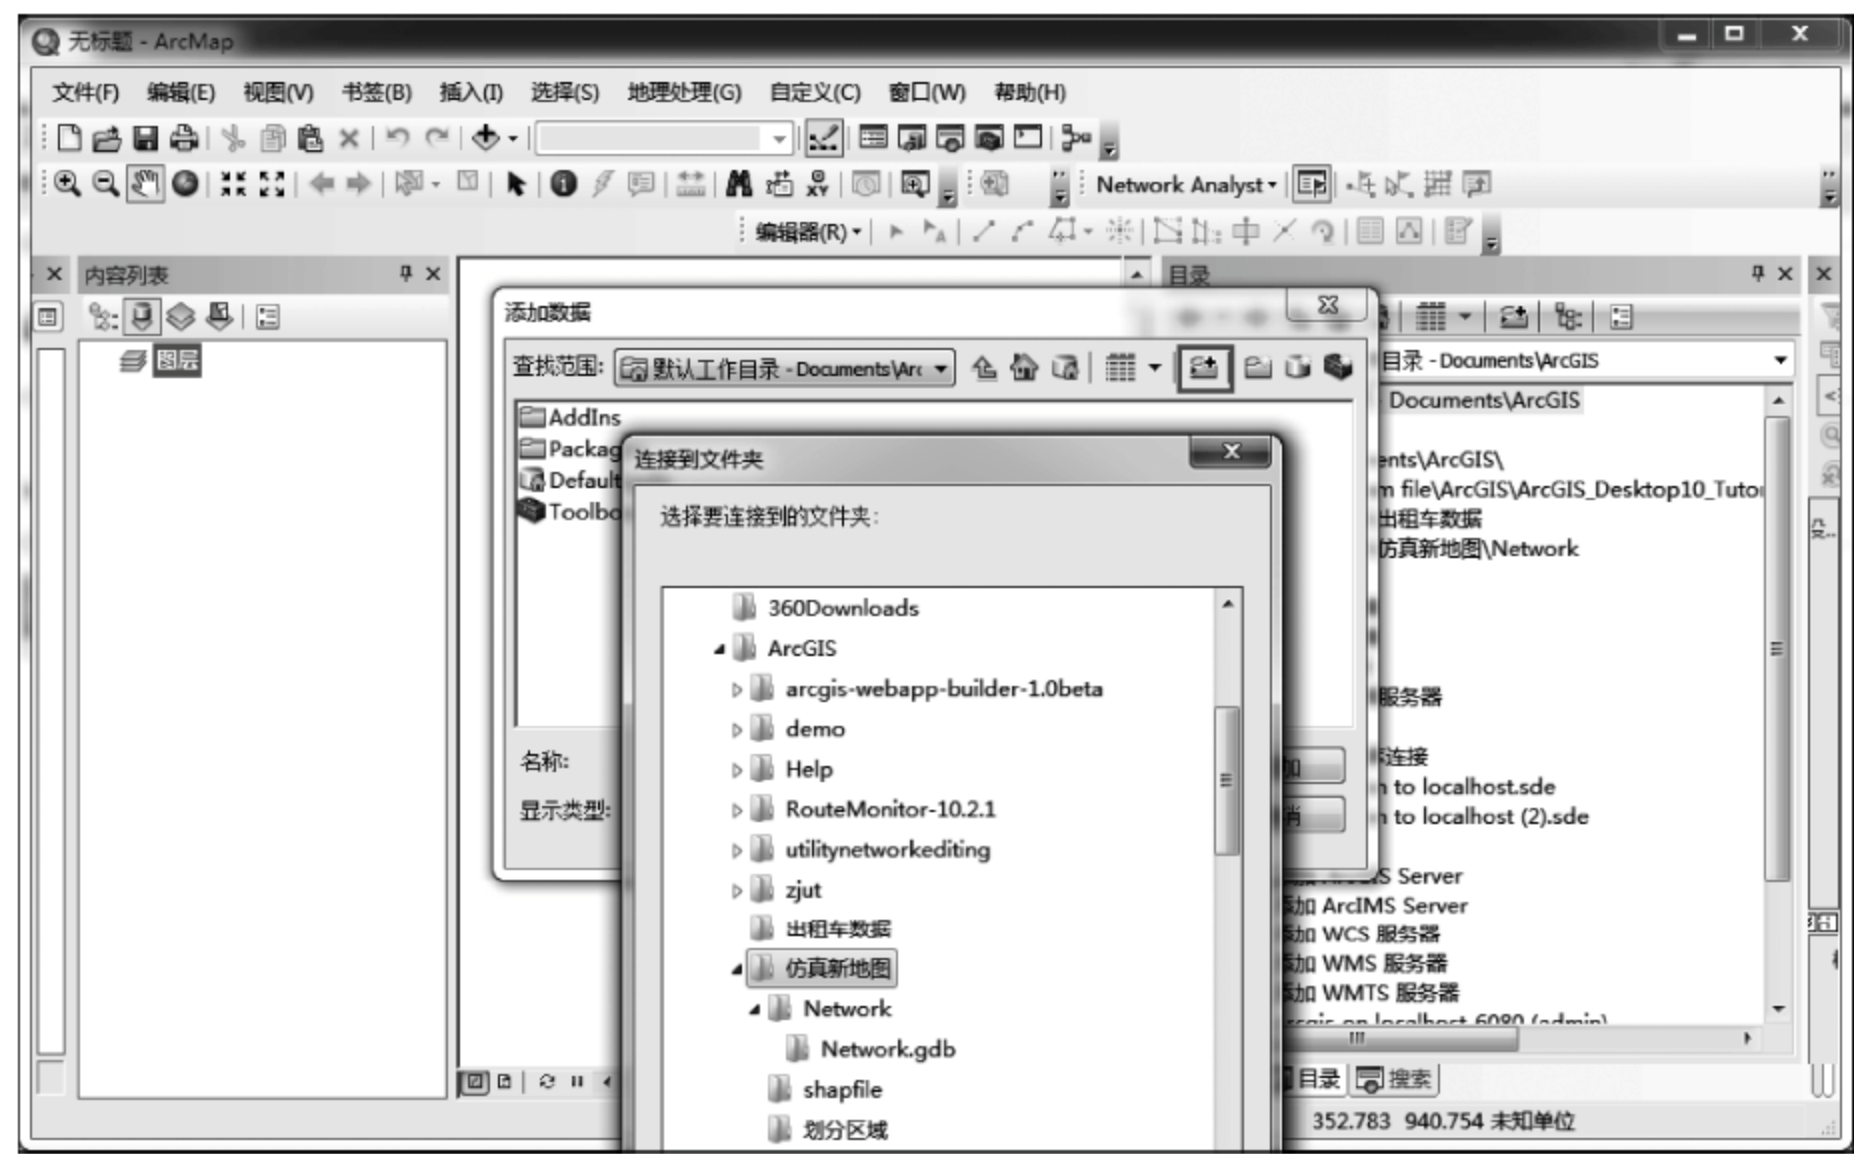 无标题 - ArcMap
文件(F) 编辑(E) 视图(V) 书签(B) 插入(I) 选择(S) 地理处理(G) 自定义(C) 窗口(W) 帮助(H)
Network Analyst
编辑器(R)
内容列表
图层
目录
添加数据
查找范围: 默认工作目录 - Documents\Arc
目录 - Documents\ArcGIS
AddIns
Packag
Default
Toolbo
名称:
显示类型:
加
消
连接到文件夹
选择要连接到的文件夹:
360Downloads
ArcGIS
arcgis-webapp-builder-1.0beta
demo
Help
RouteMonitor-10.2.1
utilitynetworkediting
zjut
出租车数据
仿真新地图
Network
Network.gdb
shapfile
划分区域
Documents\ArcGIS
ents\ArcGIS\
m file\ArcGIS\ArcGIS_Desktop10_Tutor
出租车数据
仿真新地图\Network
服务器
连接
n to localhost.sde
n to localhost (2).sde
S Server
加 ArcIMS Server
加 WCS 服务器
加 WMS 服务器
加 WMTS 服务器
arcgis on localhost 6080 (admin)
目录 搜索
352.783 940.754 未知单位